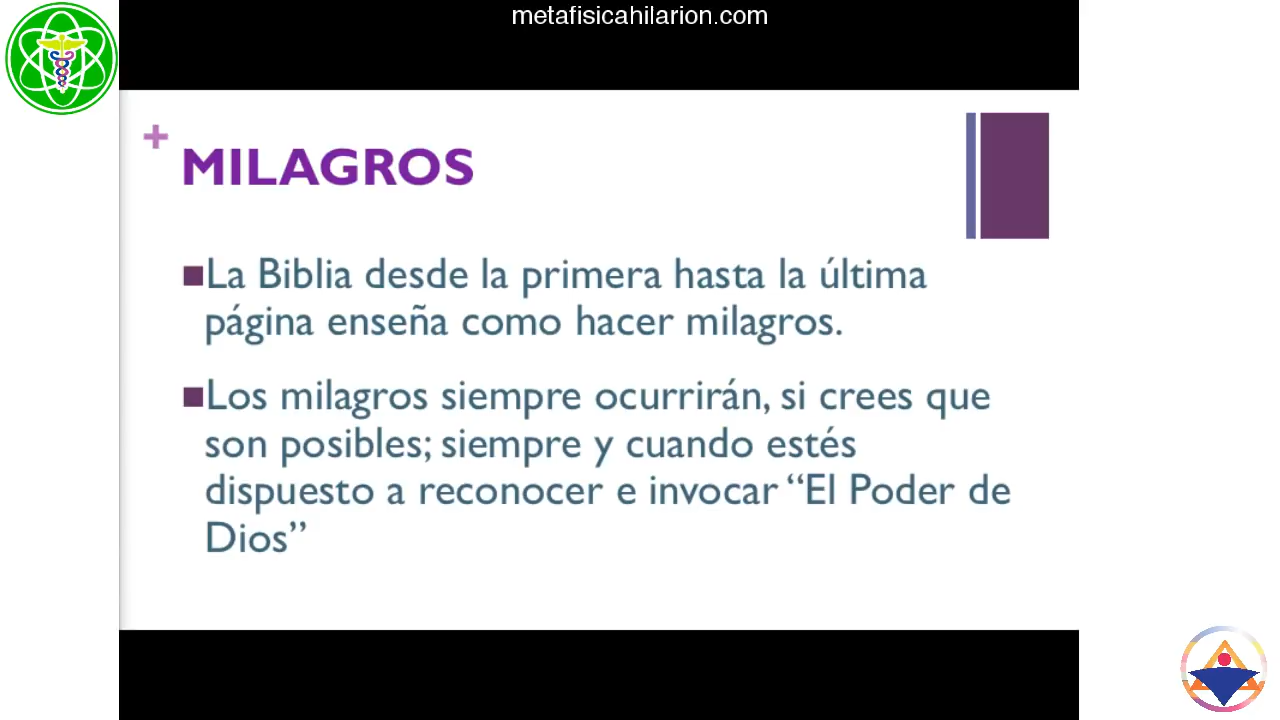 metafisicahilarion.com
+
MILAGROS
■La Biblia desde la primera hasta la última
página enseña como hacer milagros.
■Los milagros siempre ocurrirán, si crees que
son posibles; siempre y cuando estés
dispuesto a reconocer e invocar “El Poder de
Dios”